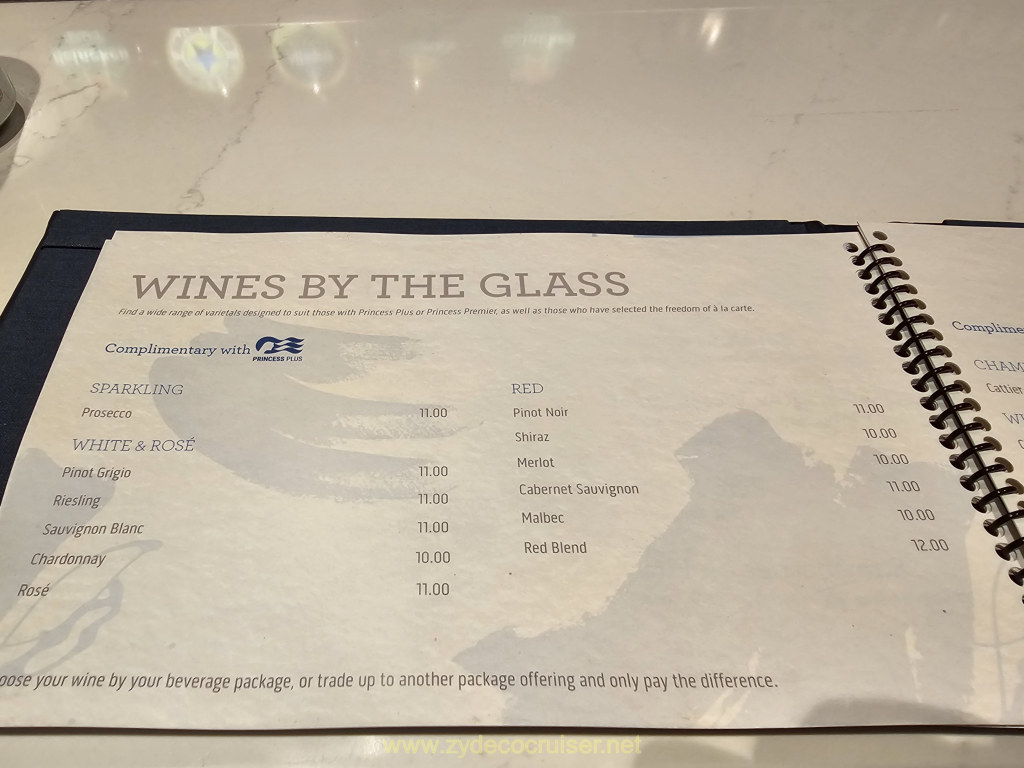 WINES BY THE GLASS
Find a wide range of varietals designed to suit those with Princess Plus or Princess Premier, as well as those who have selected the freedom of à la carte.
Complimentary with PRINCESS PLUS
SPARKLING
Prosecco 11.00
WHITE & ROSÉ
Pinot Grigio 11.00
Riesling 11.00
Sauvignon Blanc 11.00
Chardonnay 10.00
Rosé 11.00
RED
Pinot Noir 11.00
Shiraz 10.00
Merlot 10.00
Cabernet Sauvignon 11.00
Malbec 10.00
Red Blend 12.00
your wine by your beverage package, or trade up to another package offering and only pay the difference.
Cattier
www.zydecocruiser.net